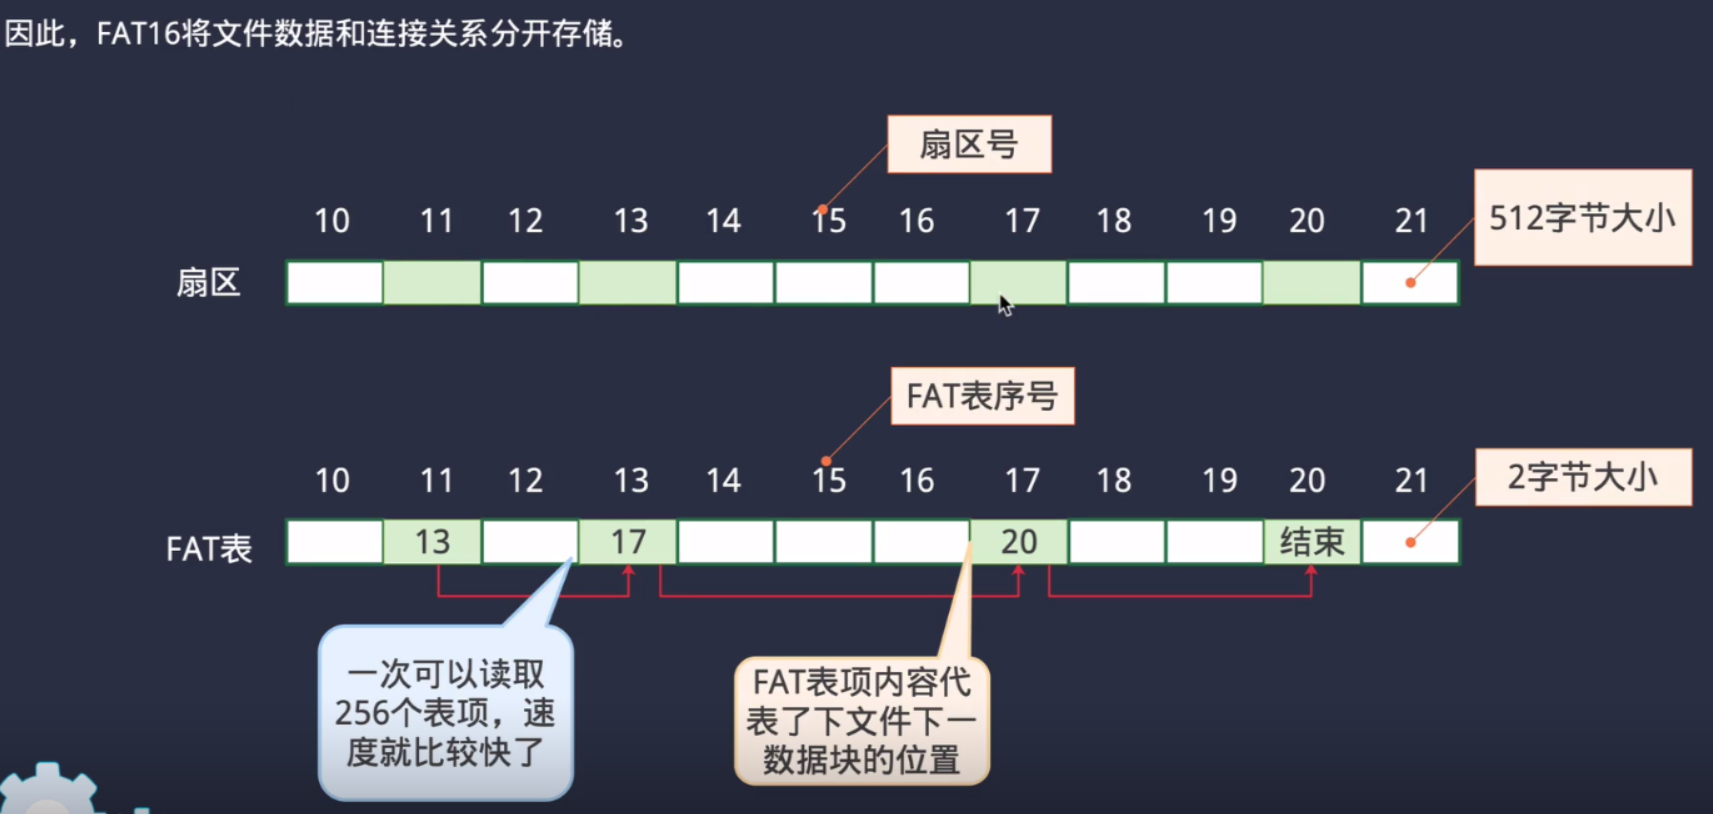 因此，FAT16将文件数据和连接关系分开存储。
扇区号
512字节大小
10 11 12 13 14 15 16 17 18 19 20 21
扇区
FAT表序号
2字节大小
10 11 12 13 14 15 16 17 18 19 20 21
FAT表 13 17 20 结束
一次可以读取
256个表项，速
度就比较快了
FAT表项内容代
表了下文件下一
数据块的位置